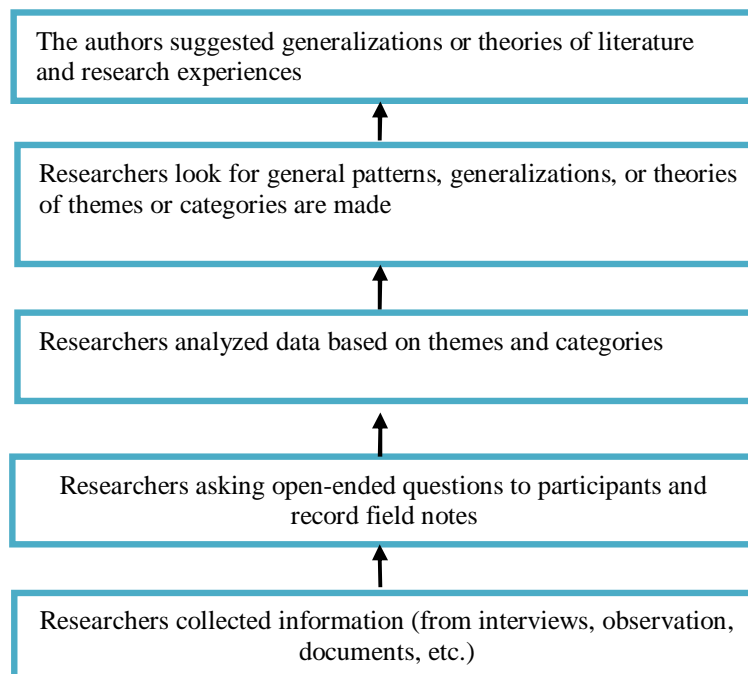 The authors suggested generalizations or theories of literature
and research experiences
Researchers look for general patterns, generalizations, or theories
of themes or categories are made
Researchers analyzed data based on themes and categories
Researchers asking open-ended questions to participants and
record field notes
Researchers collected information (from interviews, observation,
documents, etc.)